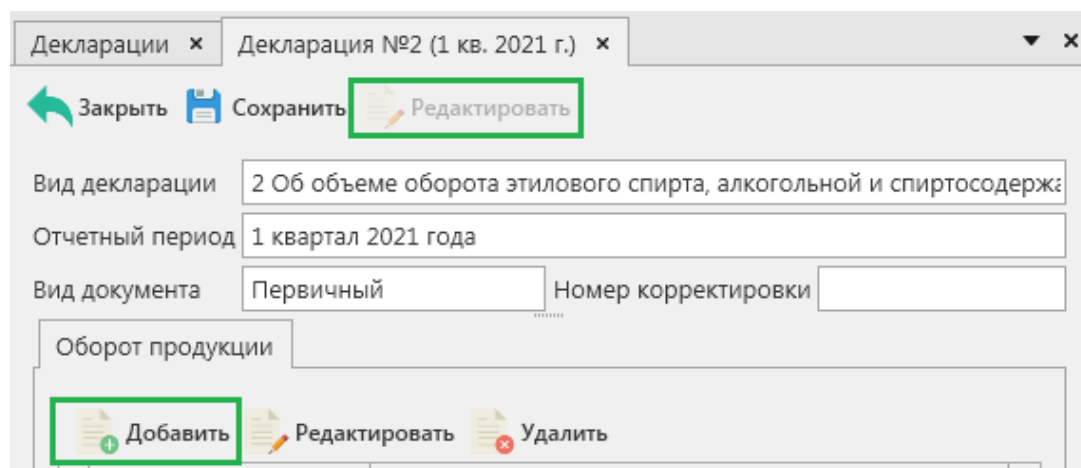 Декларации Декларация №2 (1 кв. 2021 г.)
Закрыть Сохранить Редактировать
Вид декларации 2 Об объеме оборота этилового спирта, алкогольной и спиртосодержа
Отчетный период 1 квартал 2021 года
Вид документа Первичный Номер корректировки
Оборот продукции
Добавить Редактировать Удалить